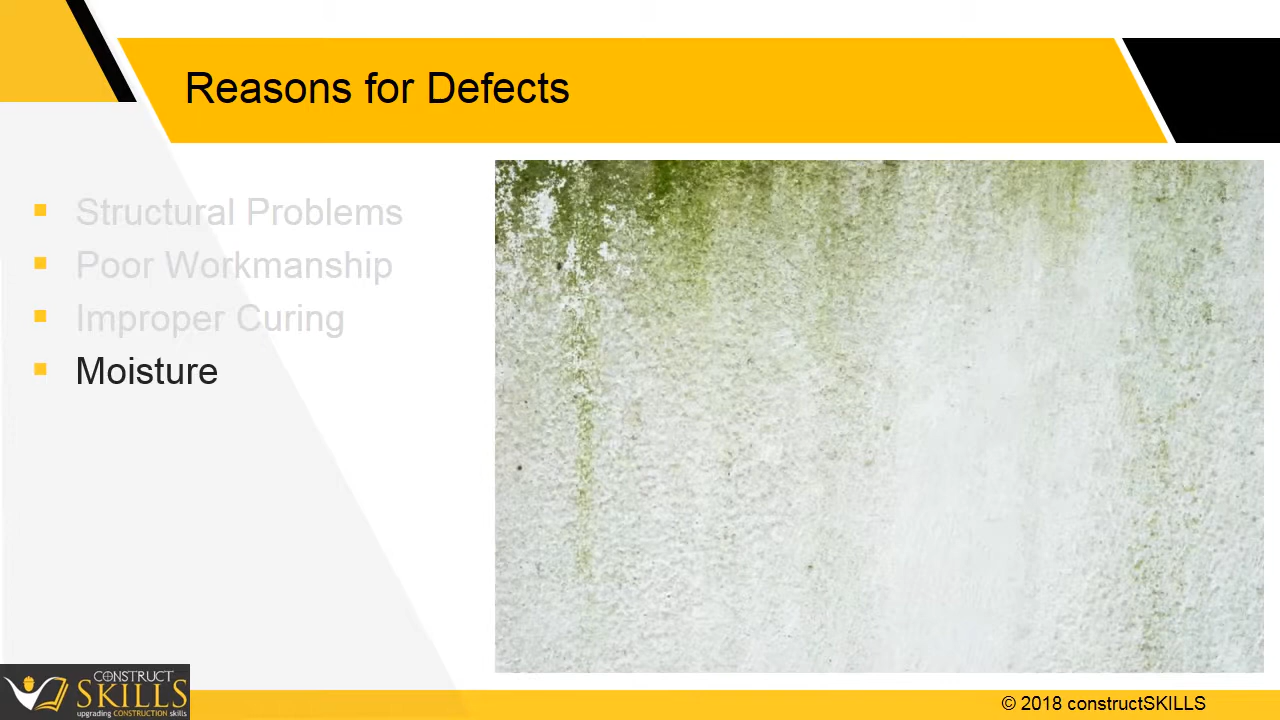 Reasons for Defects
Structural Problems
Poor Workmanship
Improper Curing
Moisture
CONSTRUCT
SKILLS
upgrading CONSTRUCTION skills
© 2018 constructSKILLS